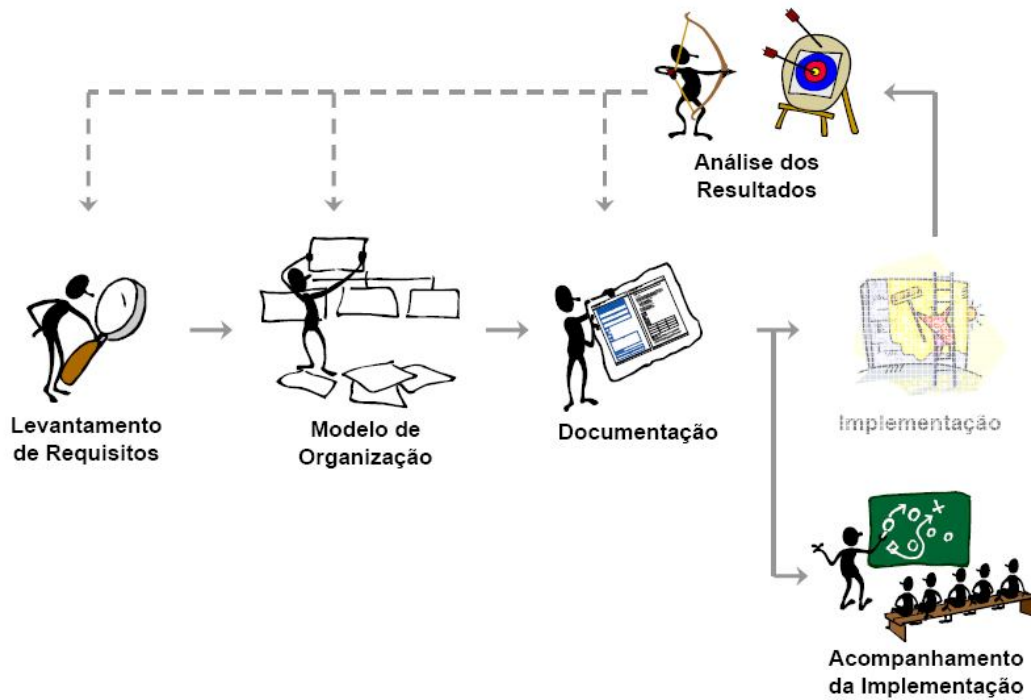 Análise dos
Resultados
Levantamento
de Requisitos
Modelo de
Organização
Documentação
Implementação
Acompanhamento
da Implementação